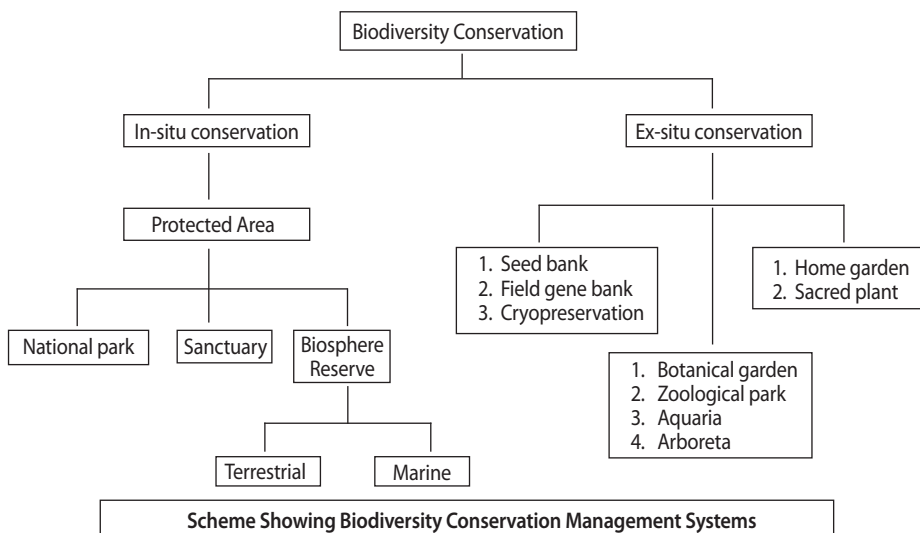 Biodiversity Conservation
In-situ conservation
Ex-situ conservation
Protected Area
1. Seed bank
2. Field gene bank
3. Cryopreservation
1. Home garden
2. Sacred plant
National park
Sanctuary
Biosphere
Reserve
1. Botanical garden
2. Zoological park
3. Aquaria
4. Arboreta
Terrestrial
Marine
Scheme Showing Biodiversity Conservation Management Systems